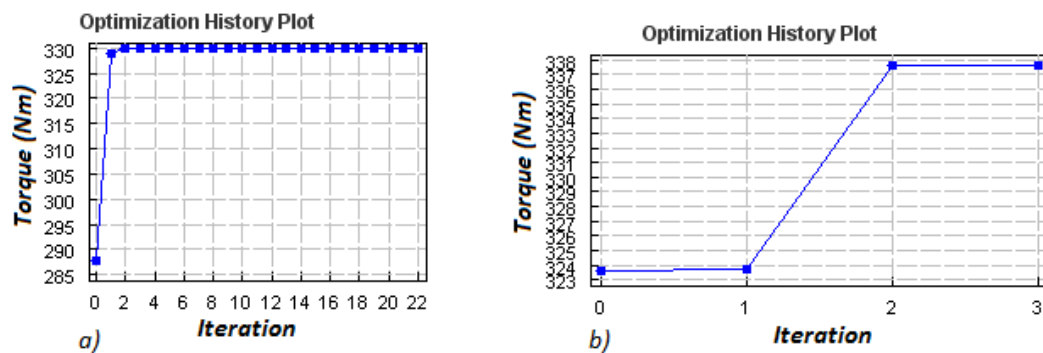 Optimization History Plot
Torque (Nm)
330
325
320
315
310
305
300
295
290
285
0 2 4 6 8 10 12 14 16 18 20 22
Iteration
a)
Optimization History Plot
Torque (Nm)
338
337
336
335
334
333
332
331
330
329
328
327
326
325
324
323
0 1 2 3
Iteration
b)